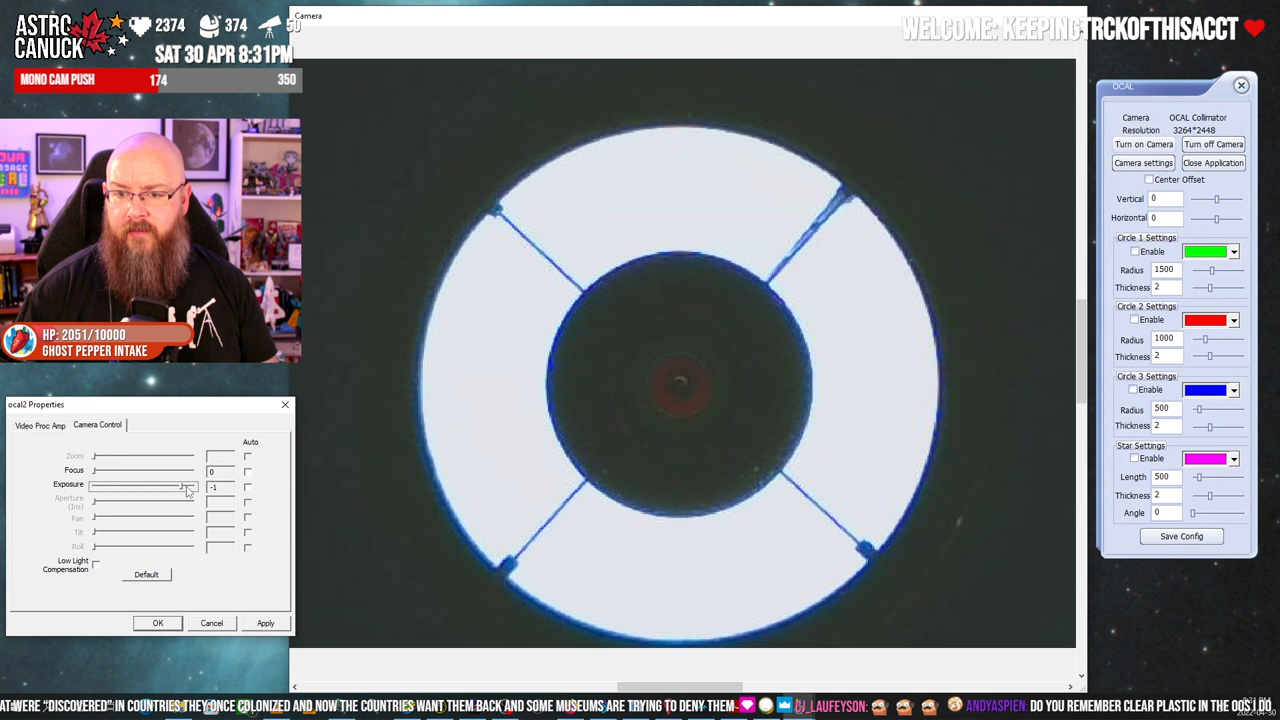 ASTRO
CANUCK
2374
374
50
SAT 30 APR 8:31PM
MONO CAM PUSH
174
350
WELCOME: KEEPINGTRCKOFTHISACCT
Camera
HP: 2051/10000
GHOST PEPPER INTAKE
ocal2 Properties
Video Proc Amp
Camera Control
Auto
Zoom
Focus
0
Exposure
-1
Aperture
(Iris)
Pan
Tilt
Roll
Low Light
Compensation
Default
OK
Cancel
Apply
OCAL
Camera
OCAL Collimator
Resolution
3264*2448
Turn on Camera
Turn off Camera
Camera settings
Close Application
Center Offset
Vertical
0
Horizontal
0
Circle 1 Settings
Enable
Radius
1500
Thickness
2
Circle 2 Settings
Enable
Radius
1000
Thickness
2
Circle 3 Settings
Enable
Radius
500
Thickness
2
Star Settings
Enable
Length
500
Thickness
2
Angle
0
Save Config
AT WERE "DISCOVERED" IN COUNTRIES THEY ONCE COLONIZED AND NOW THE COUNTRIES WANT THEM BACK AND SOME MUSEUMS ARE TRYING TO DENY THEM
U_LAUFEYSON:
ANDYASPIEN: DO YOU REMEMBER CLEAR PLASTIC IN THE 00S I DO